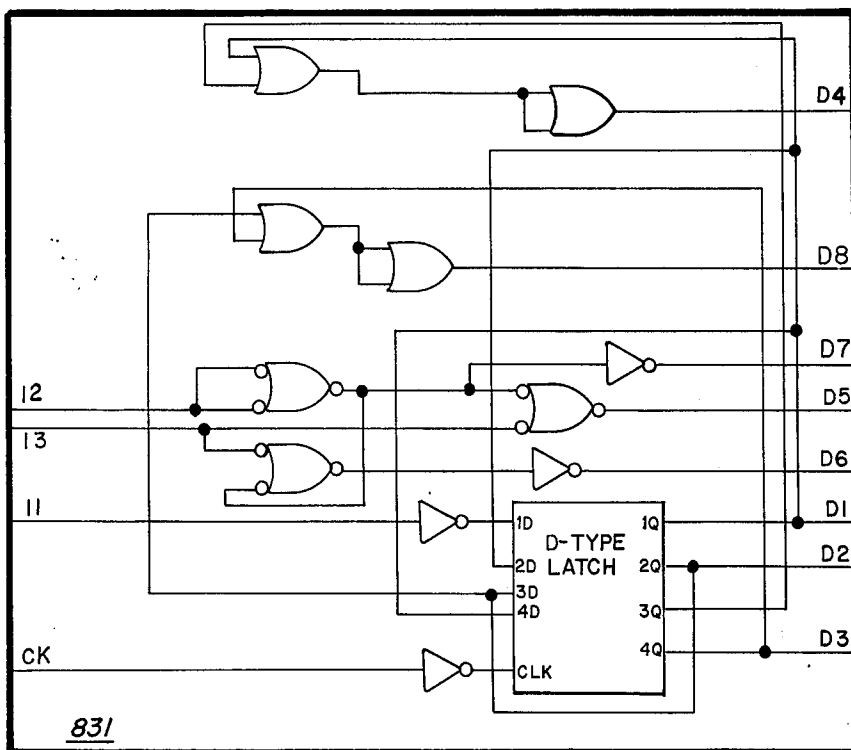 D4
D8
D7
I2
D5
I3
D6
I1
1D
1Q
D1
D-TYPE
LATCH
2D
2Q
D2
3D
4D
3Q
CK
CLK
4Q
D3
831